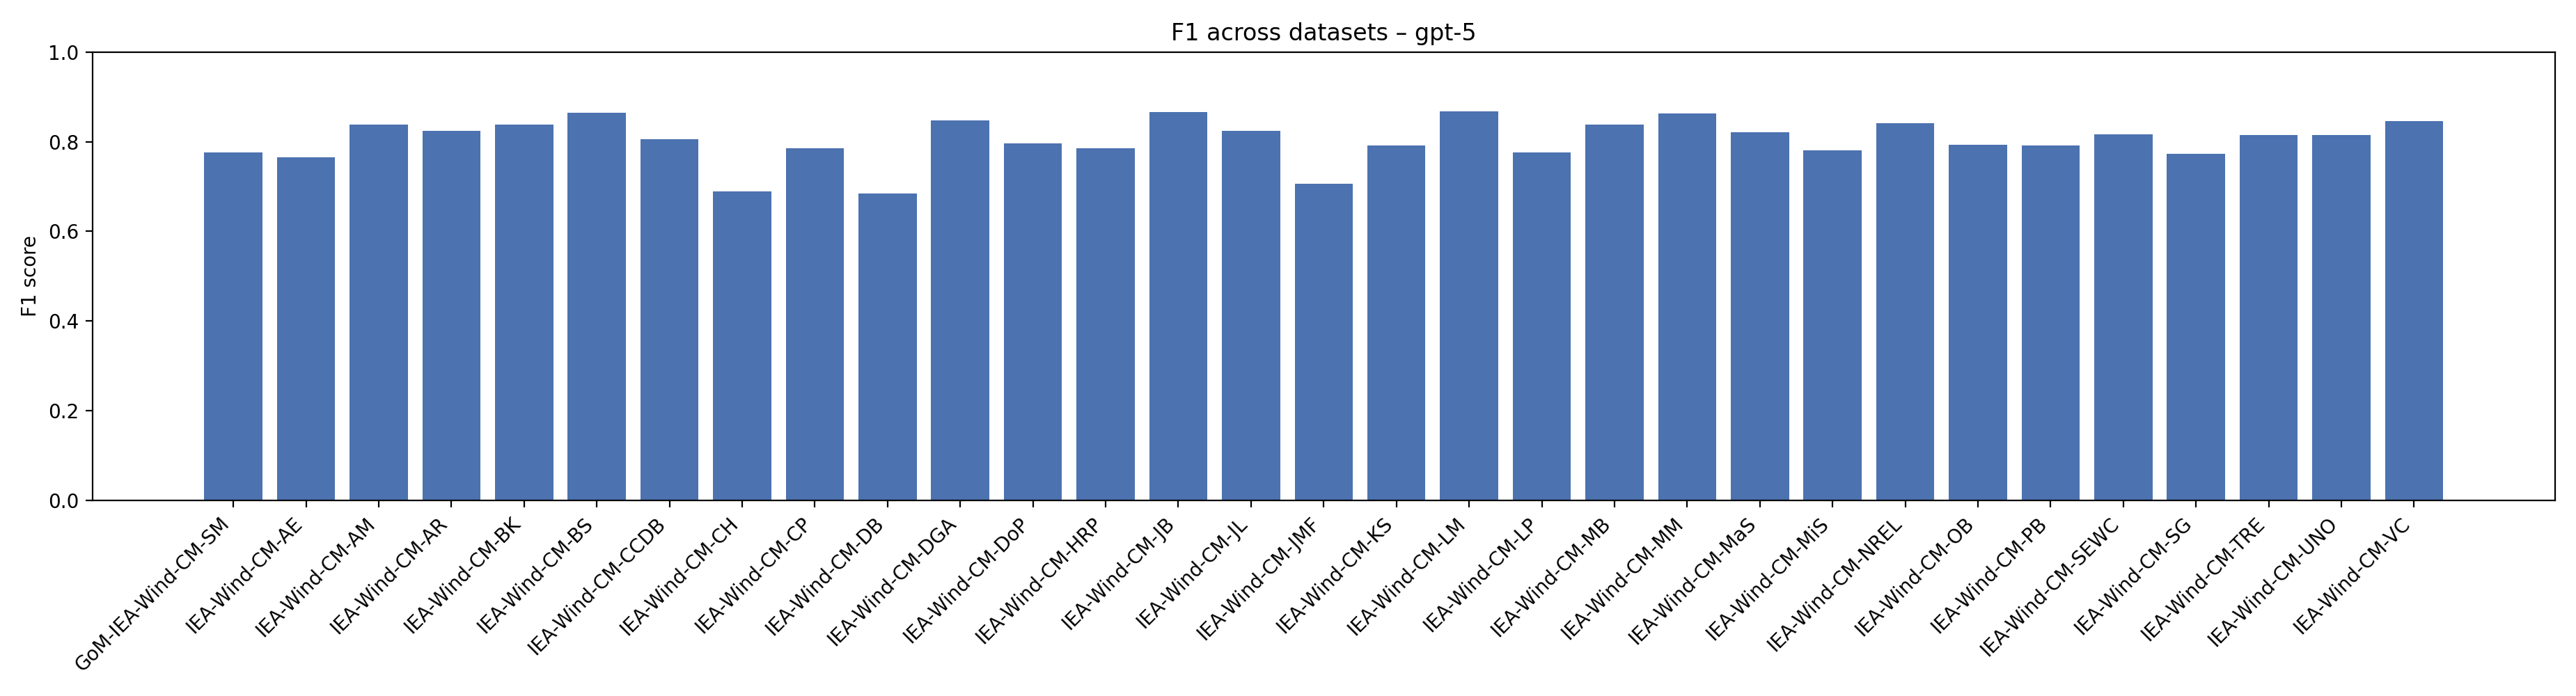 F1 across datasets – gpt-5
F1 score
1.0
0.8
0.6
0.4
0.2
0.0
GoM-IEA-Wind-CM-SM
IEA-Wind-CM-AE
IEA-Wind-CM-AM
IEA-Wind-CM-AR
IEA-Wind-CM-BK
IEA-Wind-CM-BS
IEA-Wind-CM-CCDB
IEA-Wind-CM-CH
IEA-Wind-CM-CP
IEA-Wind-CM-DB
IEA-Wind-CM-DGA
IEA-Wind-CM-DoP
IEA-Wind-CM-HRP
IEA-Wind-CM-JB
IEA-Wind-CM-JL
IEA-Wind-CM-JMF
IEA-Wind-CM-KS
IEA-Wind-CM-LM
IEA-Wind-CM-LP
IEA-Wind-CM-MB
IEA-Wind-CM-MM
IEA-Wind-CM-MaS
IEA-Wind-CM-MiS
IEA-Wind-CM-NREL
IEA-Wind-CM-OB
IEA-Wind-CM-PB
IEA-Wind-CM-SEWC
IEA-Wind-CM-SG
IEA-Wind-CM-TRE
IEA-Wind-CM-UNO
IEA-Wind-CM-VC